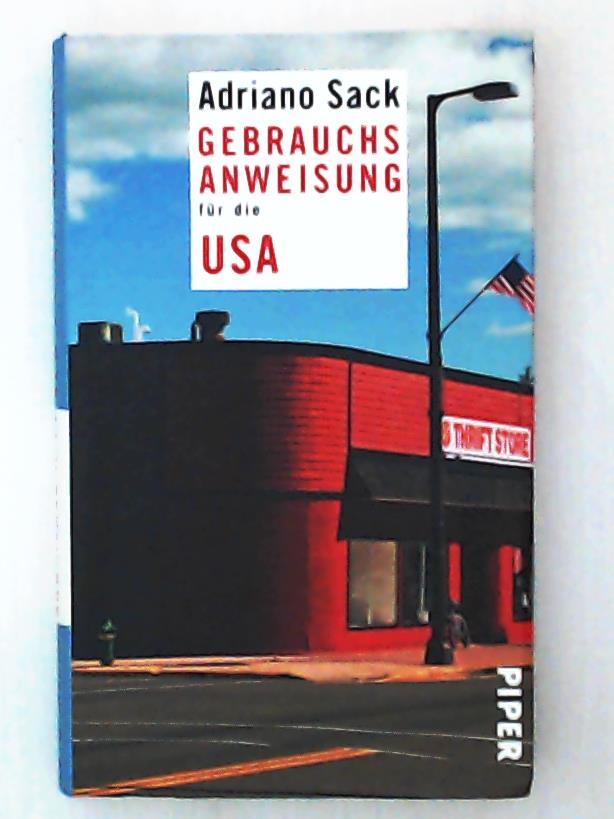 Adriano Sack
GEBRAUCHS
ANWEISUNG
für die
USA
THRIFT STORE
PIPER